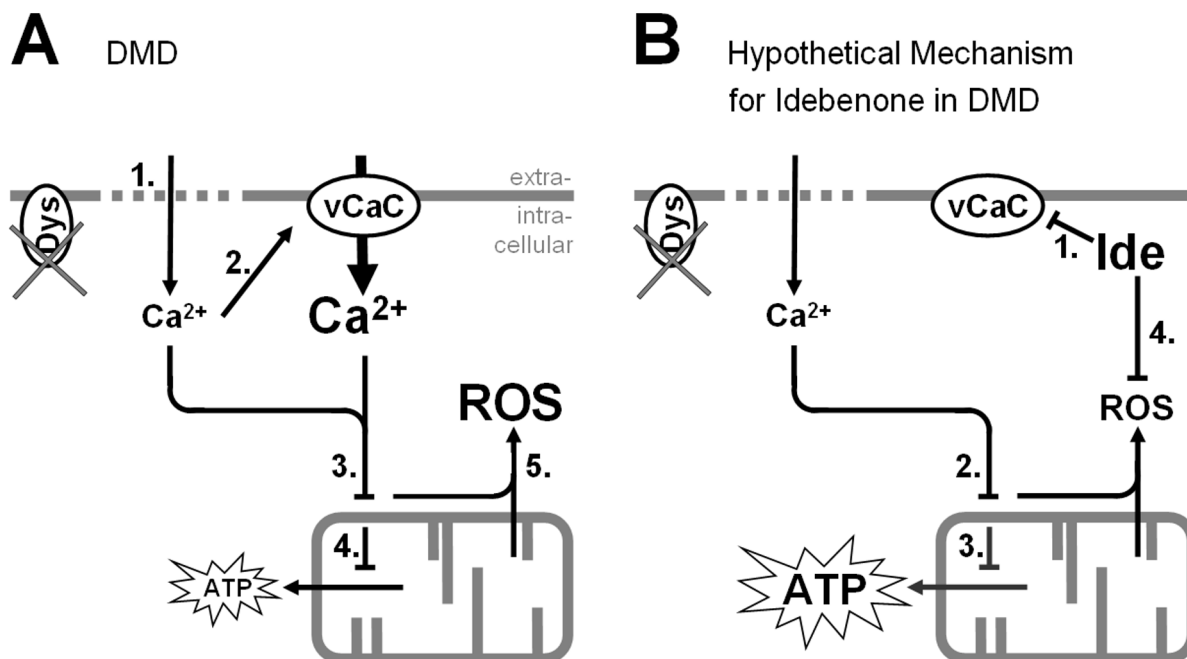 A DMD
1.
Dys
vCaC
extra-
intra-
cellular
2.
Ca²⁺
Ca²⁺
ROS
3.
5.
4.
ATP
B Hypothetical Mechanism
for Idebenone in DMD
Dys
vCaC
1.
Ide
Ca²⁺
4.
ROS
2.
3.
ATP